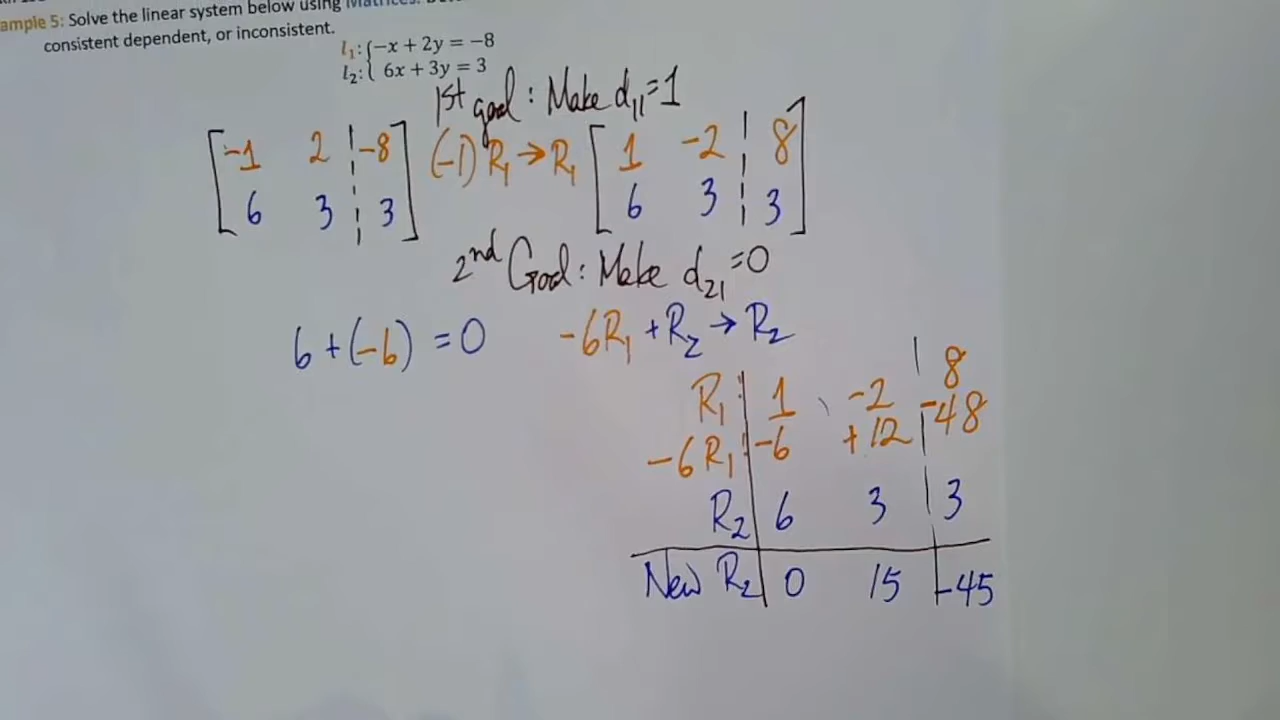 ample 5: Solve the linear system below using Matrices.
consistent dependent, or inconsistent.
l₁: { −x + 2y = −8
l₂: { 6x + 3y = 3
1st goal: Make d₁₁=1
[ -1 2 ¦ -8 ] (-1)R₁→R₁ [ 1 -2 ¦ 8 ]
[ 6 3 ¦ 3 ] [ 6 3 ¦ 3 ]
2nd Goal: Make d₂₁=0
6+(-6) =0 -6R₁+R₂→R₂
R₁: 1 -2 | 8
-6R₁: -6 +12 | -48
R₂ 6 3 | 3
New R₂ 0 15 | -45